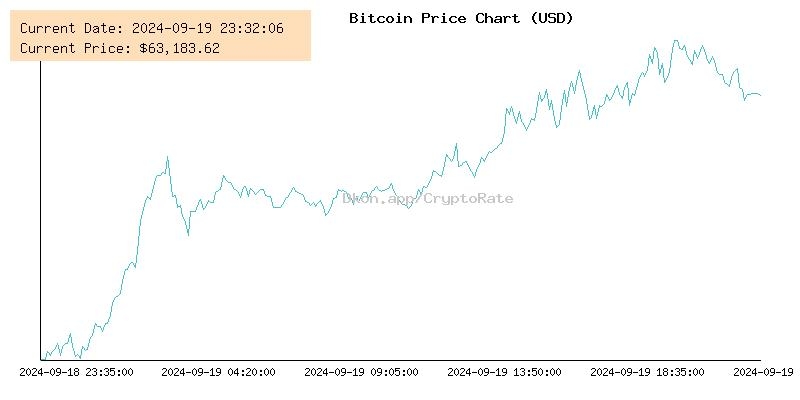 Bitcoin Price Chart (USD)
Current Date: 2024-09-19 23:32:06
Current Price: $63,183.62
Dkon.app/CryptoRate
2024-09-18 23:35:00 2024-09-19 04:20:00 2024-09-19 09:05:00 2024-09-19 13:50:00 2024-09-19 18:35:00 2024-09-19